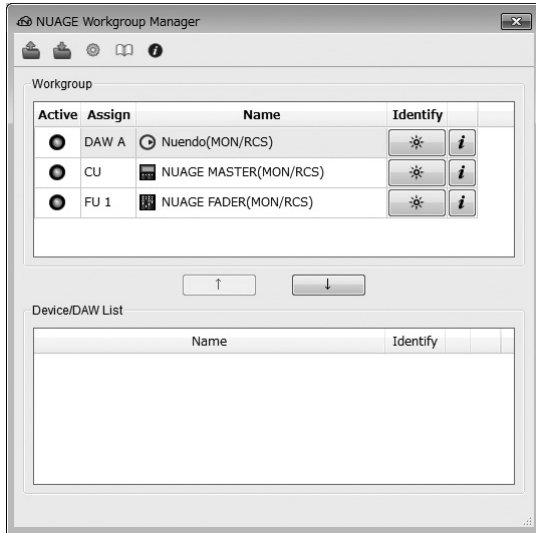 NUAGE Workgroup Manager
Workgroup
Active Assign Name Identify
DAW A Nuendo(MON/RCS) i
CU NUAGE MASTER(MON/RCS) i
FU 1 NUAGE FADER(MON/RCS) i
↑ ↓
Device/DAW List
Name Identify